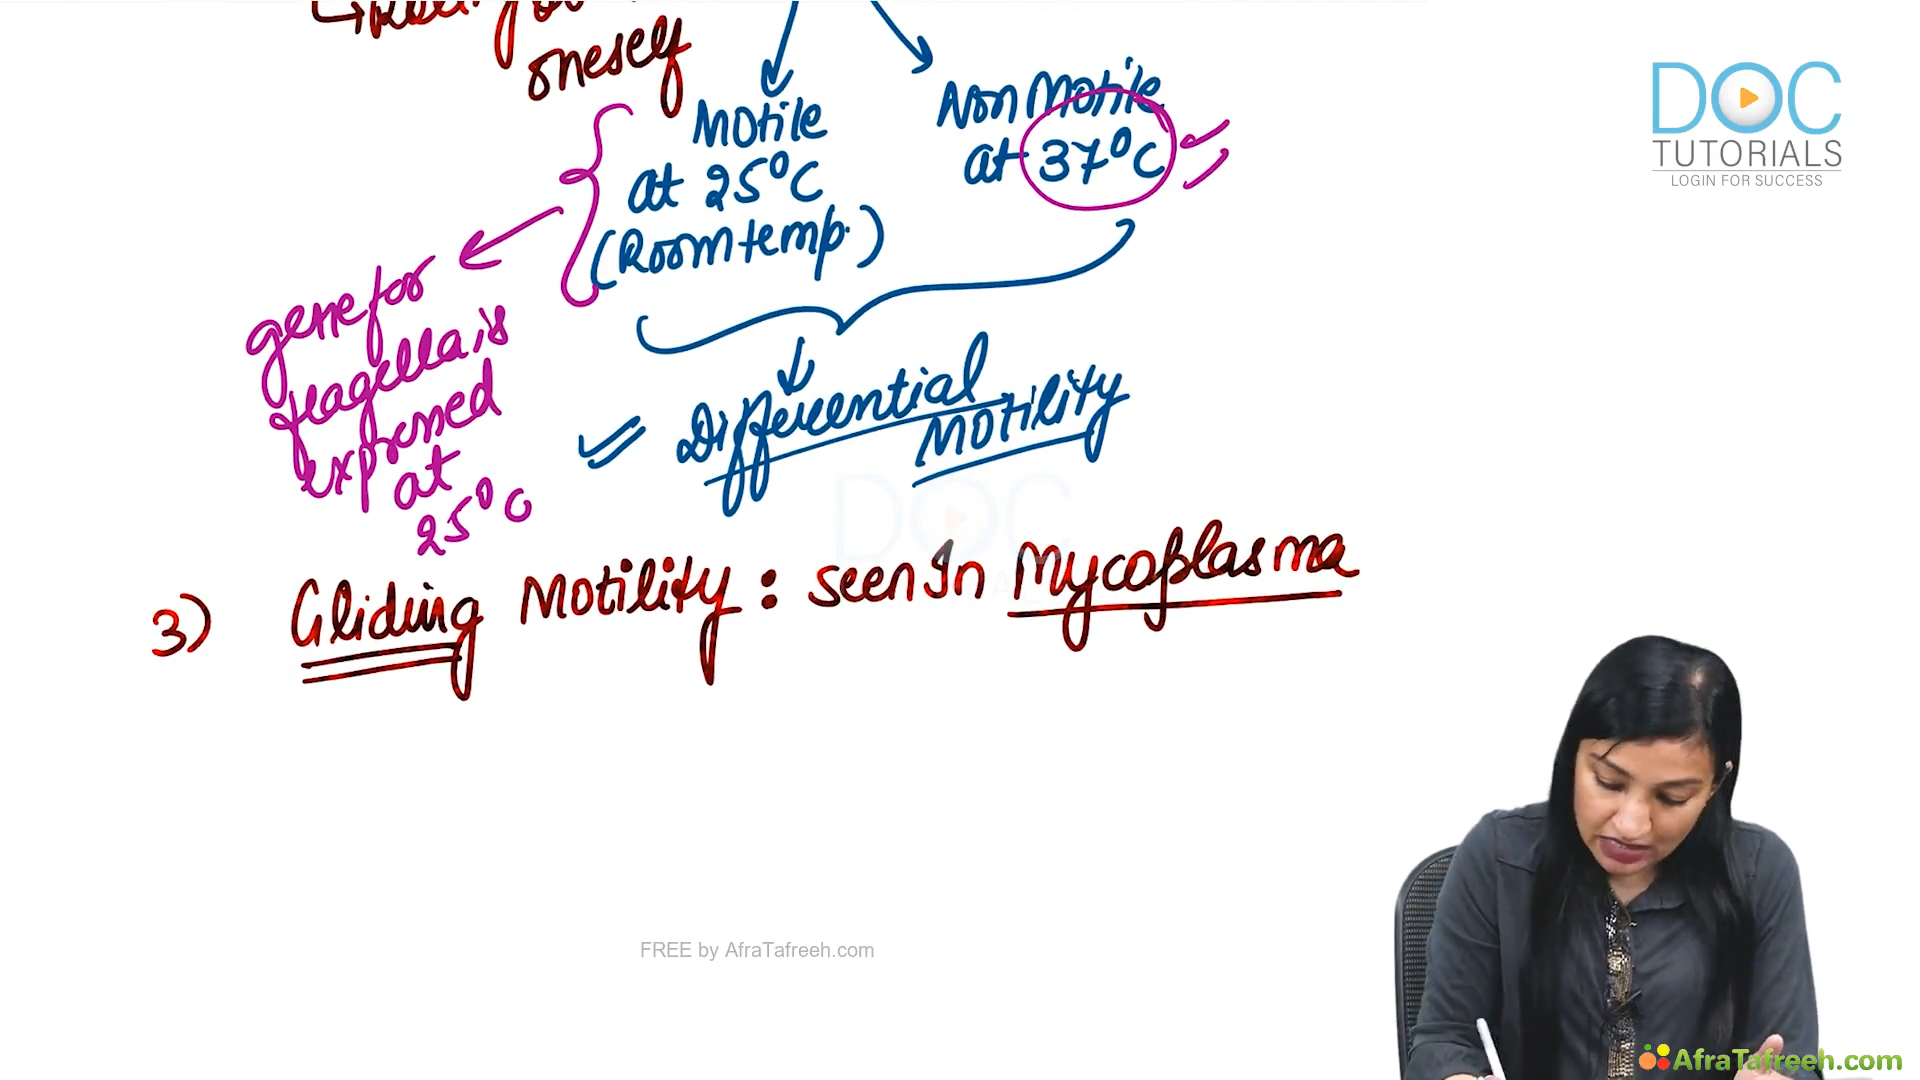 oneself
Motile
at 25°C
(Room temp.)
Non Motile
at 37°C
gene for
flagella is
expressed
at
25°C
Differential
Motility
3) Gliding Motility: seen In Mycoplasma
DOC
TUTORIALS
LOGIN FOR SUCCESS
DOC
FREE by AfraTafreeh.com
AfraTafreeh.com